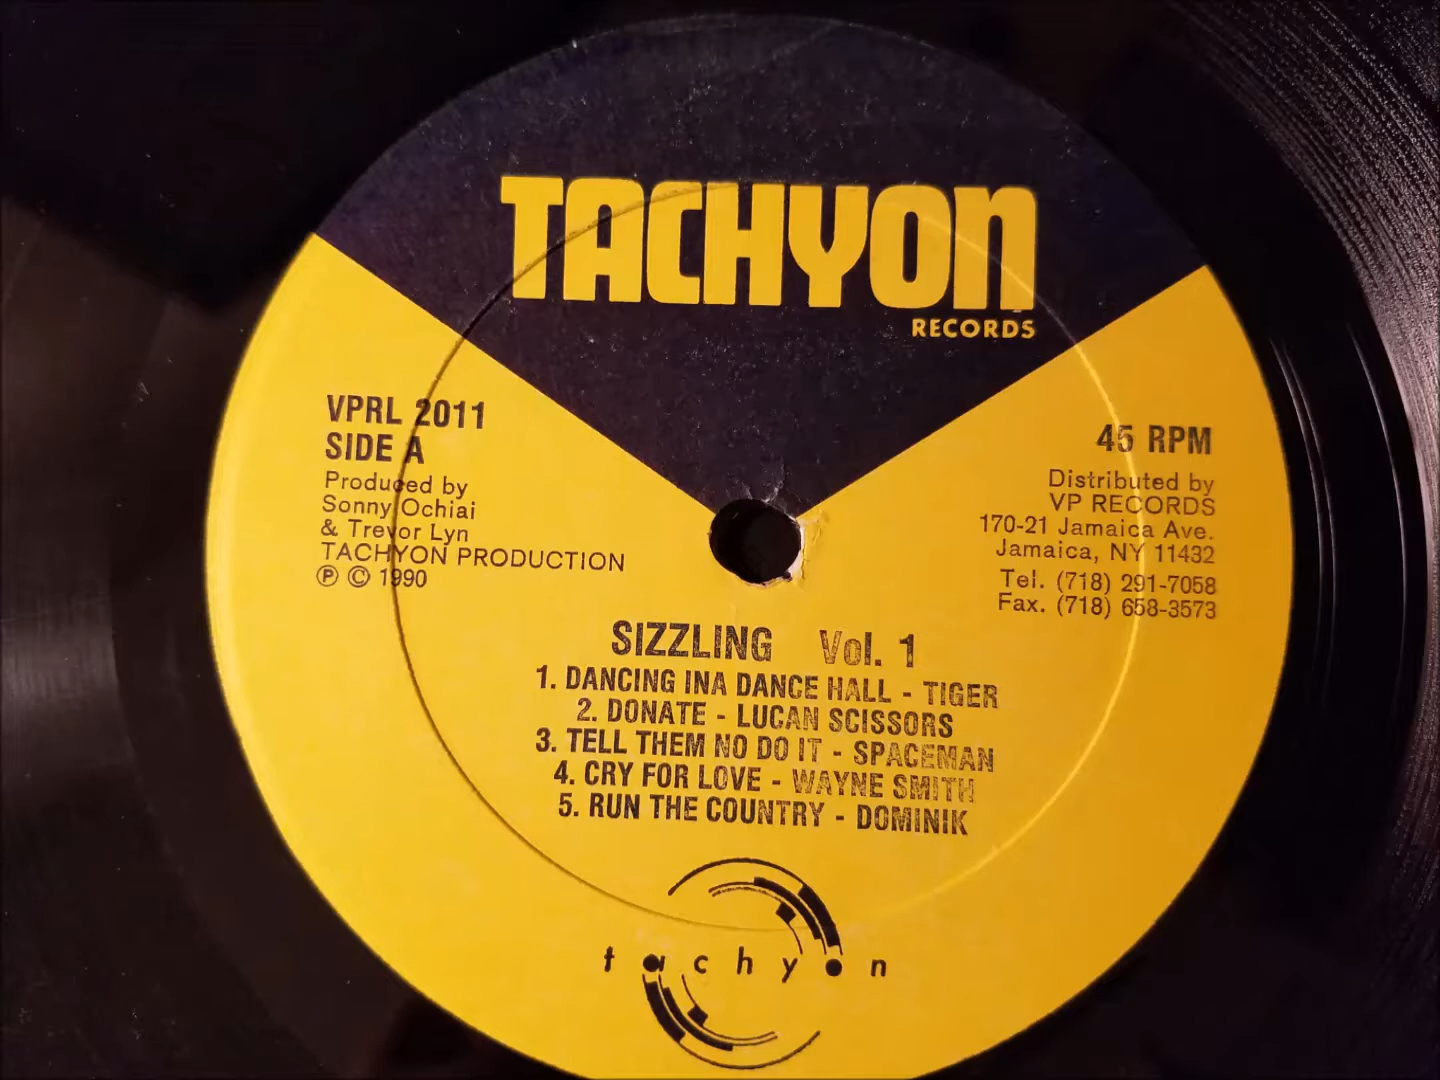 TACHYON
RECORDS
VPRL 2011
SIDE A
Produced by
Sonny Ochiai
& Trevor Lyn
TACHYON PRODUCTION
Ⓟ © 1990
45 RPM
Distributed by
VP RECORDS
170-21 Jamaica Ave.
Jamaica, NY 11432
Tel. (718) 291-7058
Fax. (718) 658-3573
SIZZLING Vol. 1
1. DANCING INA DANCE HALL - TIGER
2. DONATE - LUCAN SCISSORS
3. TELL THEM NO DO IT - SPACEMAN
4. CRY FOR LOVE - WAYNE SMITH
5. RUN THE COUNTRY - DOMINIK
tachyon